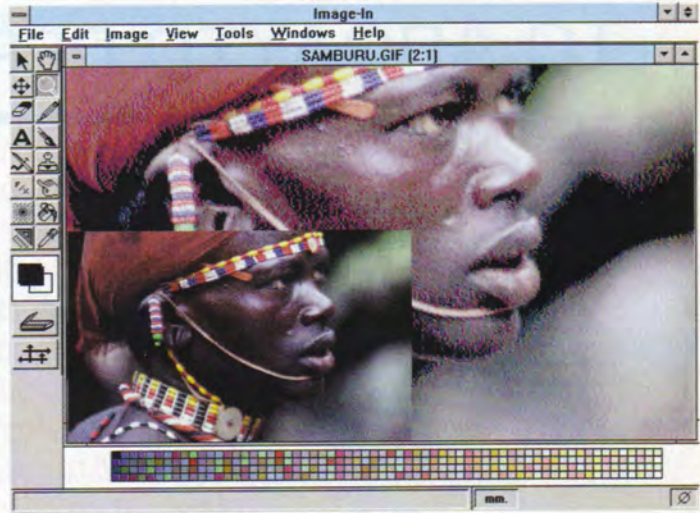 Image-In
File Edit Image View Tools Windows Help
SAMBURU.GIF (2:1)
A
mm.